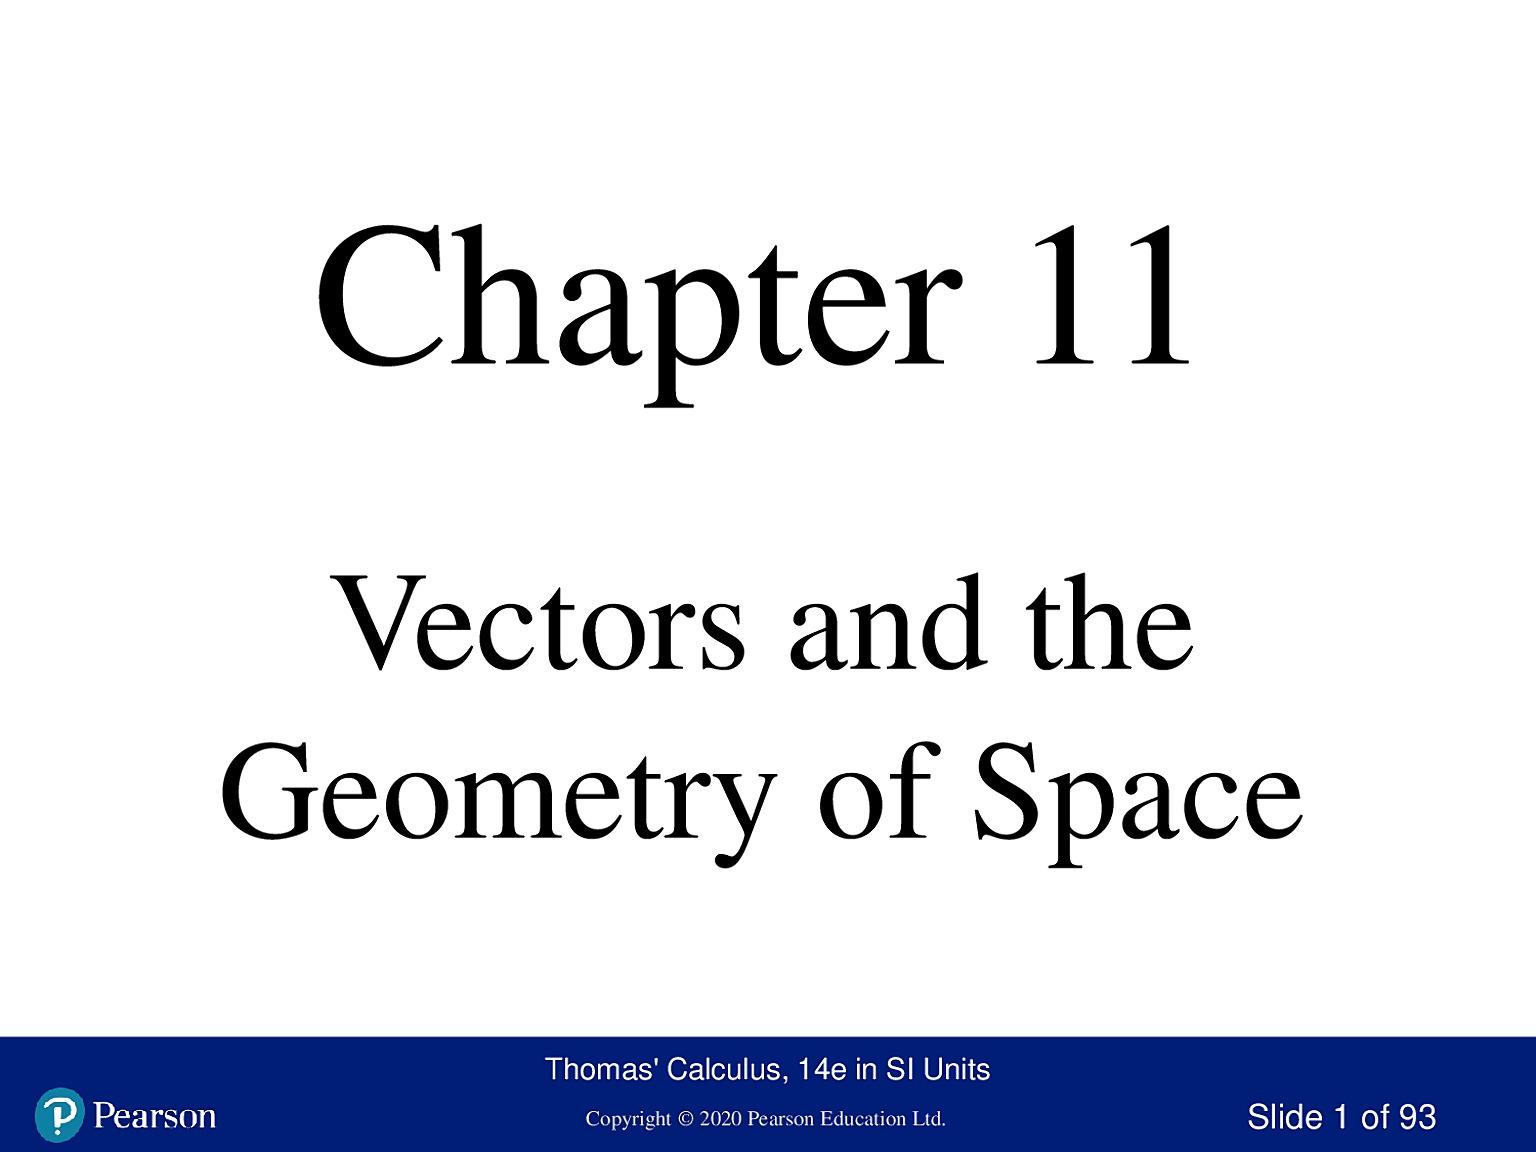 Chapter 11
Vectors and the
Geometry of Space
Thomas' Calculus, 14e in SI Units
Pearson
Copyright © 2020 Pearson Education Ltd.
Slide 1 of 93